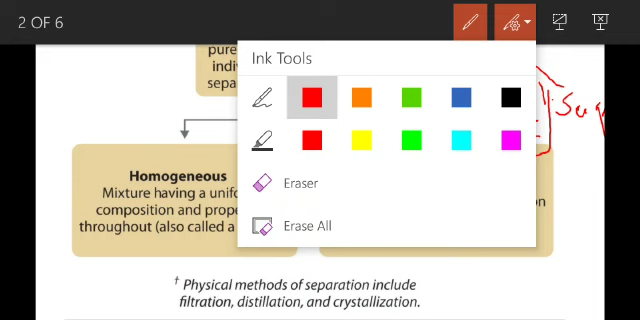 2 OF 6
pure
indiv
sepa
Ink Tools
Homogeneous
Mixture having a unifo
composition and prope
throughout (also called a
on
Eraser
Erase All
† Physical methods of separation include
filtration, distillation, and crystallization.